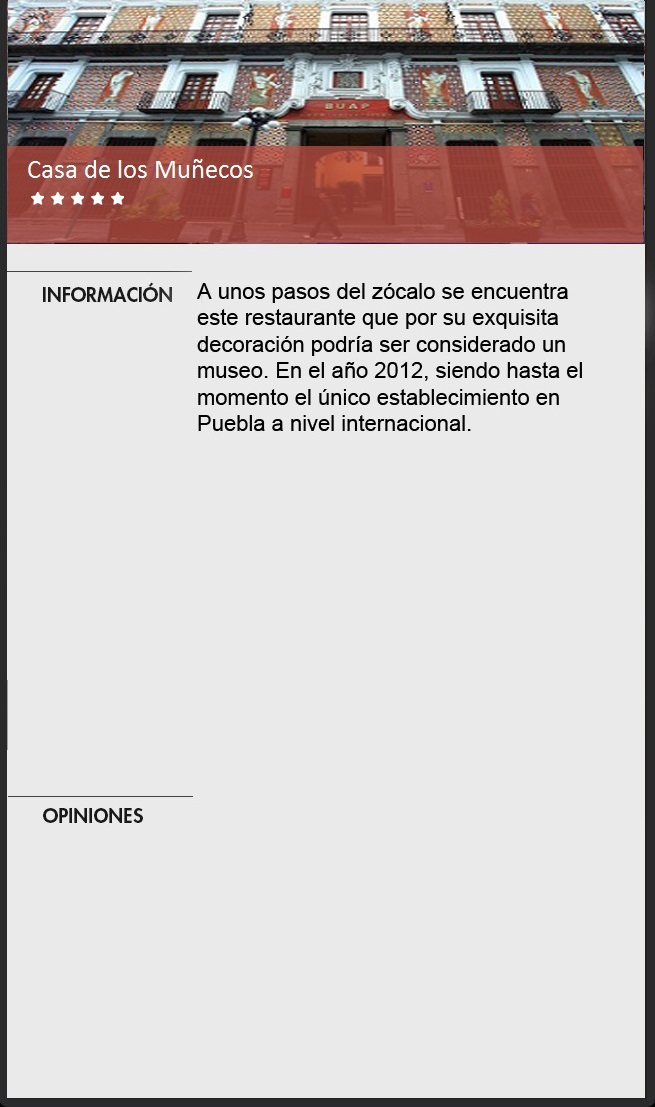 BUAP
Casa de los Muñecos
INFORMACIÓN
A unos pasos del zócalo se encuentra
este restaurante que por su exquisita
decoración podría ser considerado un
museo. En el año 2012, siendo hasta el
momento el único establecimiento en
Puebla a nivel internacional.
OPINIONES